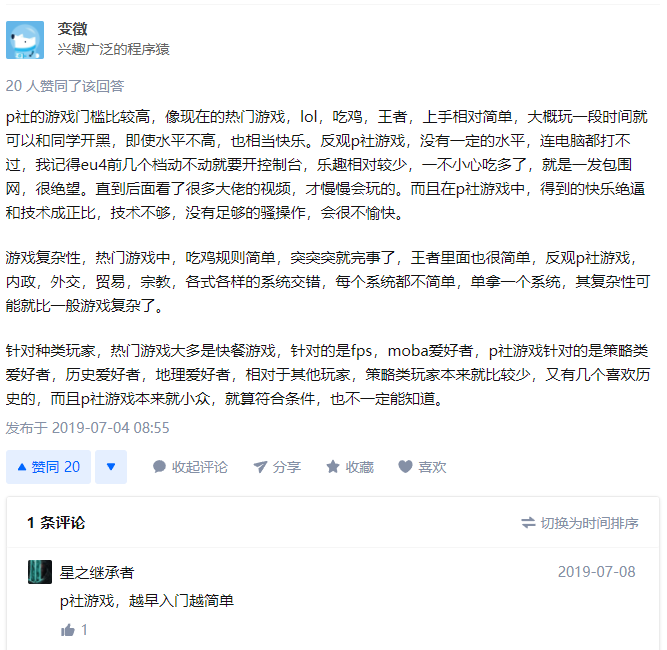 变徵
兴趣广泛的程序猿
20 人赞同了该回答
p社的游戏门槛比较高，像现在的热门游戏，lol，吃鸡，王者，上手相对简单，大概玩一段时间就
可以和同学开黑，即使水平不高，也相当快乐。反观p社游戏，没有一定的水平，连电脑都打不
过，我记得eu4前几个档动不动就要开控制台，乐趣相对较少，一不小心吃多了，就是一发包围
网，很绝望。直到后面看了很多大佬的视频，才慢慢会玩的。而且在p社游戏中，得到的快乐绝逼
和技术成正比，技术不够，没有足够的骚操作，会很不愉快。
游戏复杂性，热门游戏中，吃鸡规则简单，突突突就完事了，王者里面也很简单，反观p社游戏，
内政，外交，贸易，宗教，各式各样的系统交错，每个系统都不简单，单拿一个系统，其复杂性可
能就比一般游戏复杂了。
针对种类玩家，热门游戏大多是快餐游戏，针对的是fps，moba爱好者，p社游戏针对的是策略类
爱好者，历史爱好者，地理爱好者，相对于其他玩家，策略类玩家本来就比较少，又有几个喜欢历
史的，而且p社游戏本来就小众，就算符合条件，也不一定能知道。
发布于 2019-07-04 08:55
赞同 20 收起评论 分享 收藏 喜欢
1 条评论 切换为时间排序
星之继承者 2019-07-08
p社游戏，越早入门越简单
1